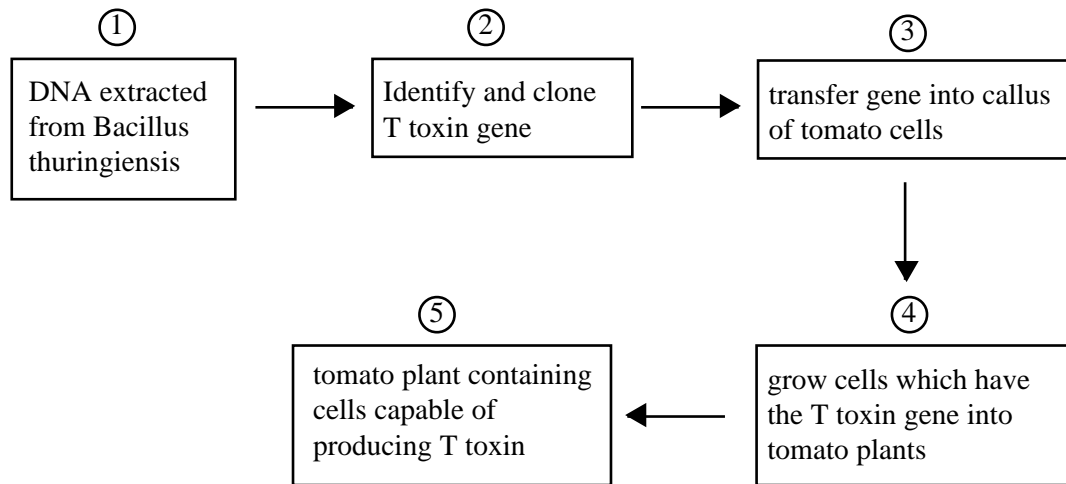 ①
DNA extracted
from Bacillus
thuringiensis
②
Identify and clone
T toxin gene
③
transfer gene into callus
of tomato cells
④
grow cells which have
the T toxin gene into
tomato plants
⑤
tomato plant containing
cells capable of
producing T toxin